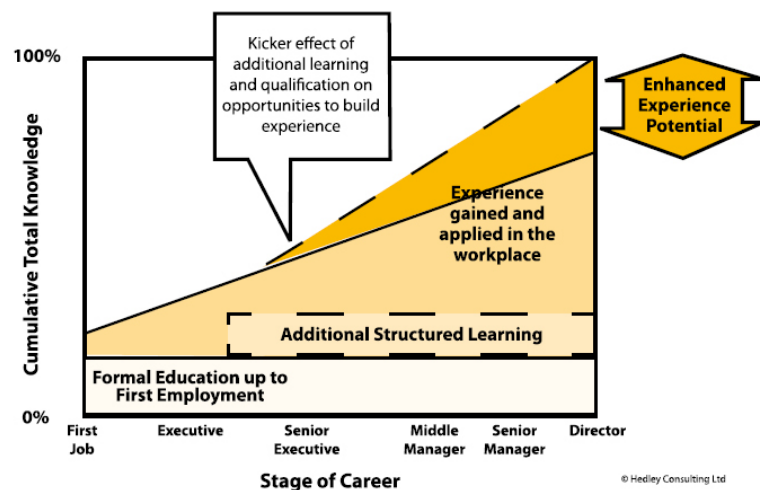 100%
Kicker effect of
additional learning
and qualification on
opportunities to build
experience
Enhanced
Experience
Potential
Cumulative Total Knowledge
Experience
gained and
applied in the
workplace
Additional Structured Learning
Formal Education up to
First Employment
0%
First
Job
Executive
Senior
Executive
Middle
Manager
Senior
Manager
Director
Stage of Career
© Hedley Consulting Ltd